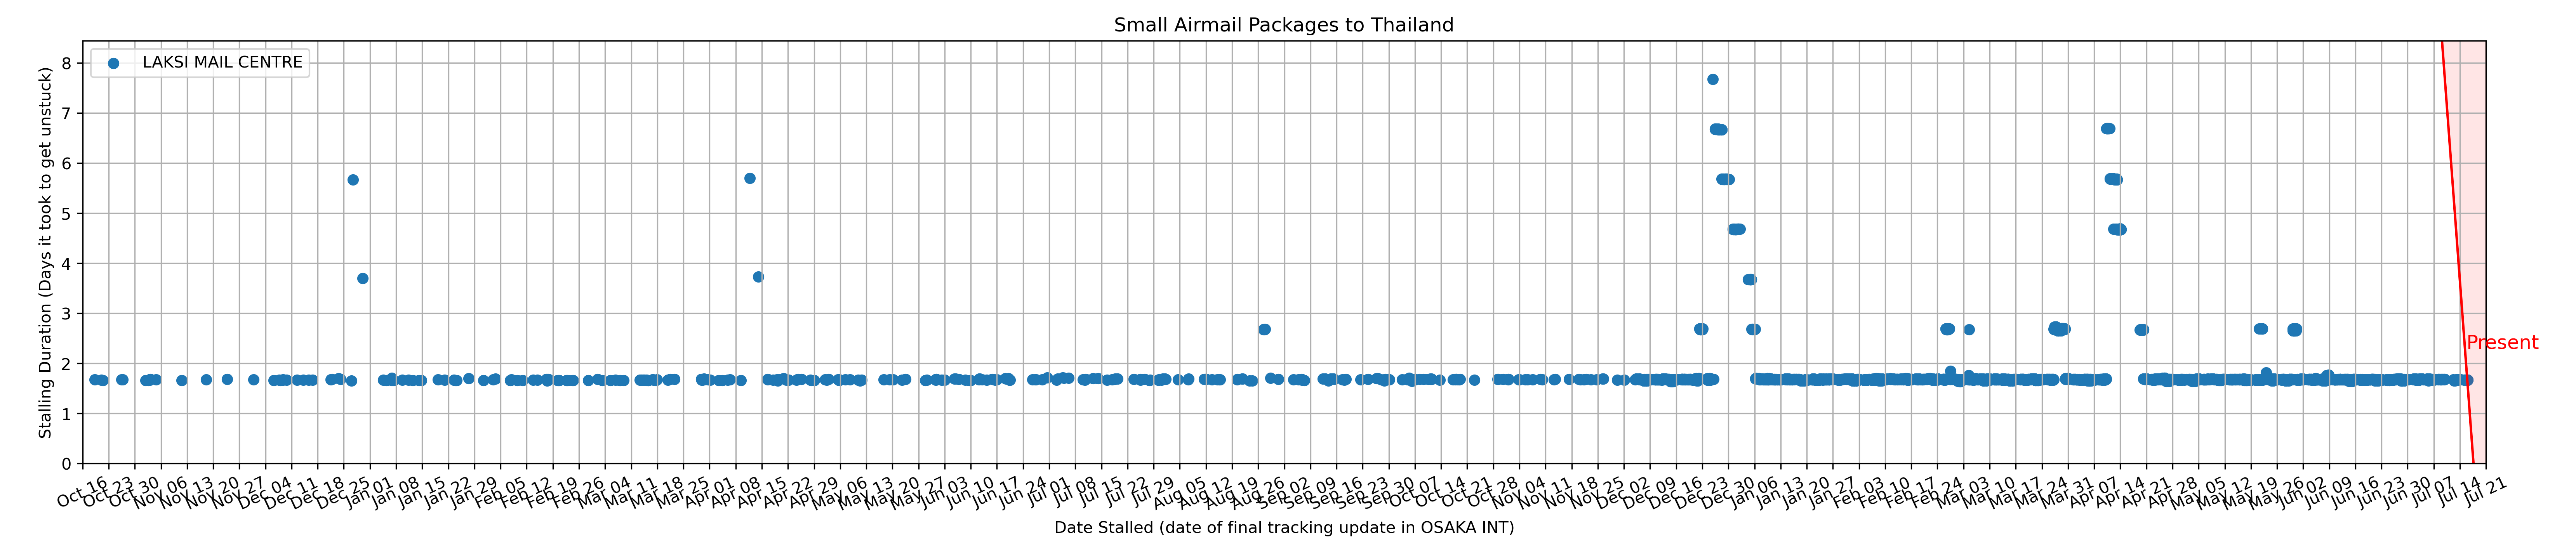 Small Airmail Packages to Thailand
LAKSI MAIL CENTRE
Stalling Duration (Days it took to get unstuck)
8
7
6
5
4
3
2
1
0
Present
Oct 16
Oct 23
Oct 30
Nov 06
Nov 13
Nov 20
Nov 27
Dec 04
Dec 11
Dec 18
Dec 25
Jan 01
Jan 08
Jan 15
Jan 22
Jan 29
Feb 05
Feb 12
Feb 19
Feb 26
Mar 04
Mar 11
Mar 18
Mar 25
Apr 01
Apr 08
Apr 15
Apr 22
Apr 29
May 06
May 13
May 20
May 27
Jun 03
Jun 10
Jun 17
Jun 24
Jul 01
Jul 08
Jul 15
Jul 22
Jul 29
Aug 05
Aug 12
Aug 19
Aug 26
Sep 02
Sep 09
Sep 16
Sep 23
Sep 30
Oct 07
Oct 14
Oct 21
Oct 28
Nov 04
Nov 11
Nov 18
Nov 25
Dec 02
Dec 09
Dec 16
Dec 23
Dec 30
Jan 06
Jan 13
Jan 20
Jan 27
Feb 03
Feb 10
Feb 17
Feb 24
Mar 03
Mar 10
Mar 17
Mar 24
Mar 31
Apr 07
Apr 14
Apr 21
Apr 28
May 05
May 12
May 19
May 26
Jun 02
Jun 09
Jun 16
Jun 23
Jun 30
Jul 07
Jul 14
Jul 21
Date Stalled (date of final tracking update in OSAKA INT)